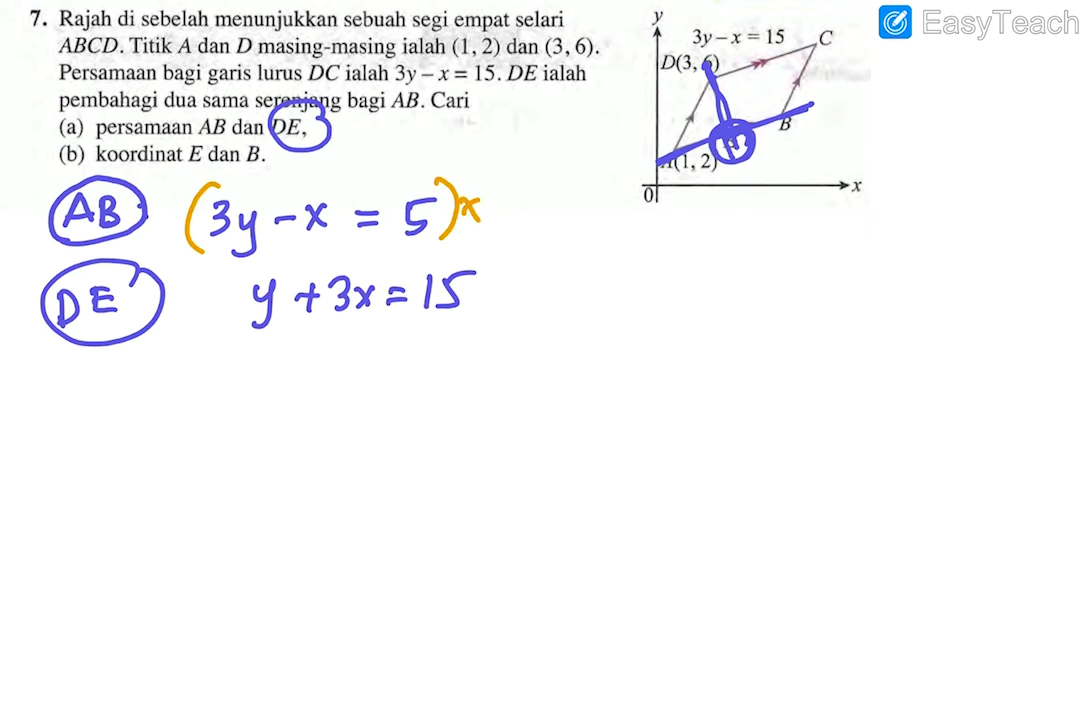 7. Rajah di sebelah menunjukkan sebuah segi empat selari
ABCD. Titik A dan D masing-masing ialah (1, 2) dan (3, 6).
Persamaan bagi garis lurus DC ialah 3y – x = 15. DE ialah
pembahagi dua sama serenjang bagi AB. Cari
(a) persamaan AB dan DE,
(b) koordinat E dan B.
y
3y – x = 15
C
D(3, 6)
B
A(1, 2)
0
x
EasyTeach
AB (3y - x = 5)x
DE y + 3x = 15